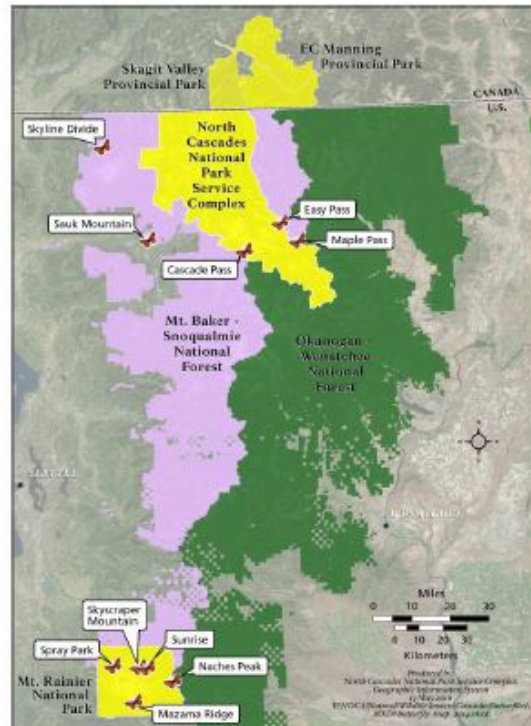 EC Manning
Provincial Park
Skagit Valley
Provincial Park
CANADA
U.S.
Skyline Divide
North
Cascades
National
Park
Service
Complex
Easy Pass
Sauk Mountain
Maple Pass
Cascade Pass
Mt. Baker -
Snoqualmie
National
Forest
Okanogan
- Wenatchee
National
Forest
Miles
30
0
10
20
30
Kilometers
Skyscraper
Mountain
Sunrise
Spray Park
Naches Peak
Mt. Rainier
National
Park
Mazama Ridge
Produced by
North Cascades National Park Service Complex
Geographic Information System